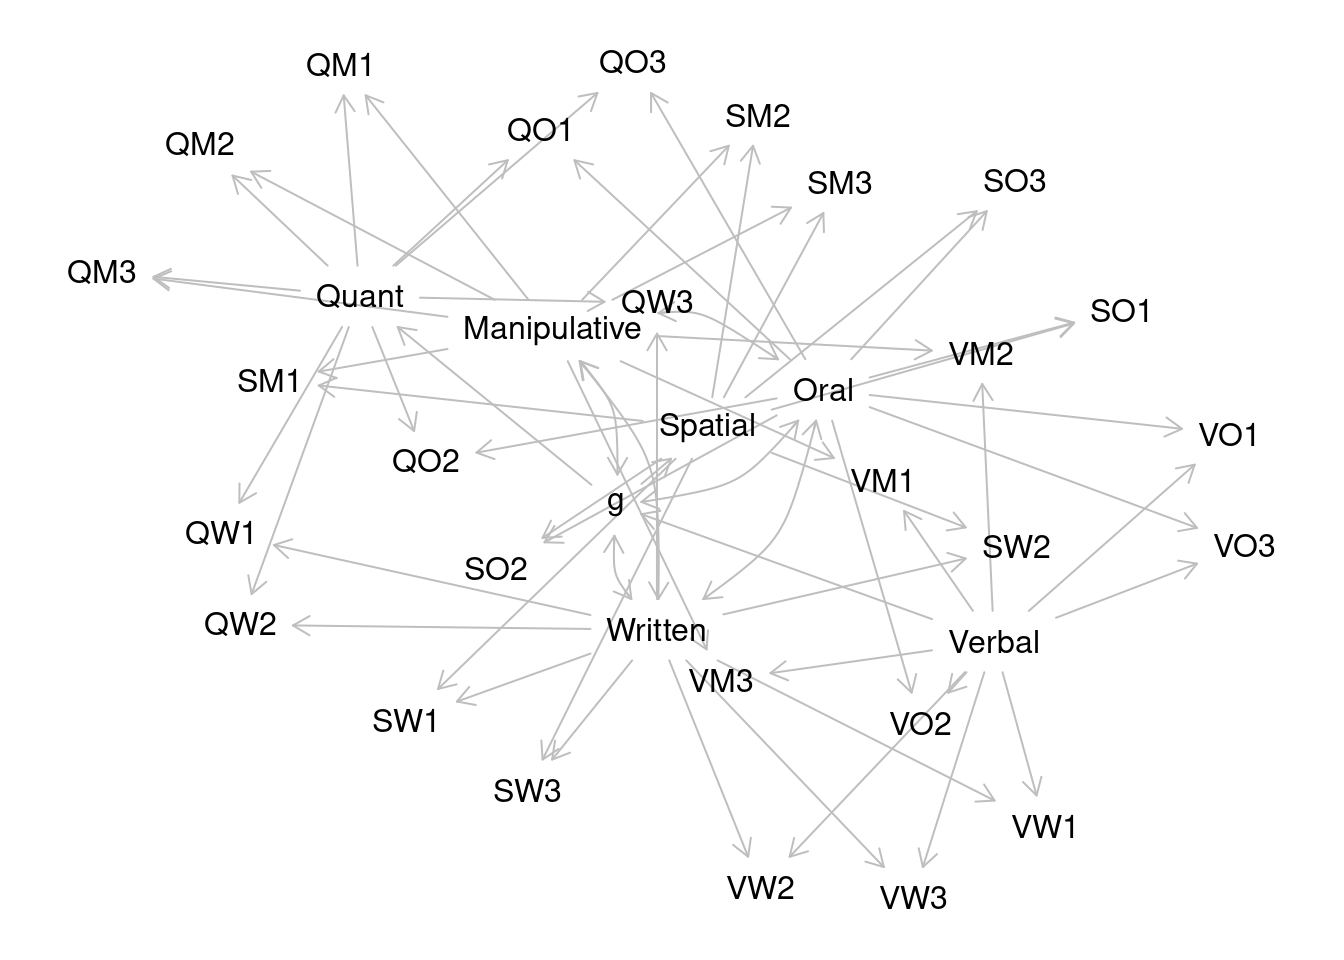 QM1
QO3
SM2
QO1
QM2
SM3
SO3
QM3
Quant
QW3
SO1
Manipulative
VM2
SM1
Oral
Spatial
VO1
QO2
VM1
g
QW1
SW2
VO3
SO2
QW2
Written
Verbal
VM3
SW1
VO2
SW3
VW1
VW2
VW3